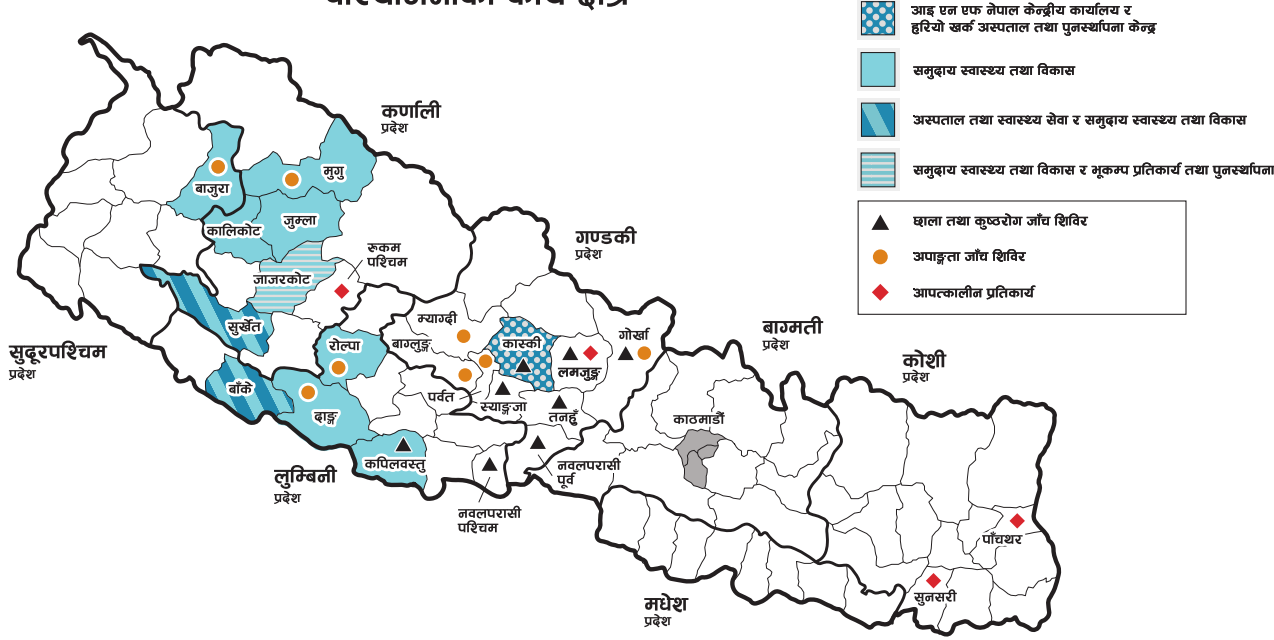 आइ एन एफ नेपाल केन्द्रीय कार्यालय र
हरियो खर्क अस्पताल तथा पुनर्स्थापना केन्द्र
समुदाय स्वास्थ्य तथा विकास
अस्पताल तथा स्वास्थ्य सेवा र समुदाय स्वास्थ्य तथा विकास
समुदाय स्वास्थ्य तथा विकास र भूकम्प प्रतिकार्य तथा पुनर्स्थापना
छाला तथा कुष्ठरोग जाँच शिविर
अपाङ्गता जाँच शिविर
आपत्कालीन प्रतिकार्य
कर्णाली
प्रदेश
मुगु
बाजुरा
जुम्ला
कालिकोट
रुकम
पश्चिम
जाजरकोट
गण्डकी
प्रदेश
सुर्खेत
म्याग्दी
बाग्लुङ्ग
रोल्पा
कास्की
गोर्खा
लमजुङ्ग
बाग्मती
प्रदेश
सुदूरपश्चिम
प्रदेश
कोशी
प्रदेश
बाँके
दाङ्ग
पर्वत
स्याङ्गजा
तनहुँ
काठमाडौं
कपिलवस्तु
लुम्बिनी
प्रदेश
नवलपरासी
पूर्व
नवलपरासी
पश्चिम
पाँचथर
सुनसरी
मधेश
प्रदेश